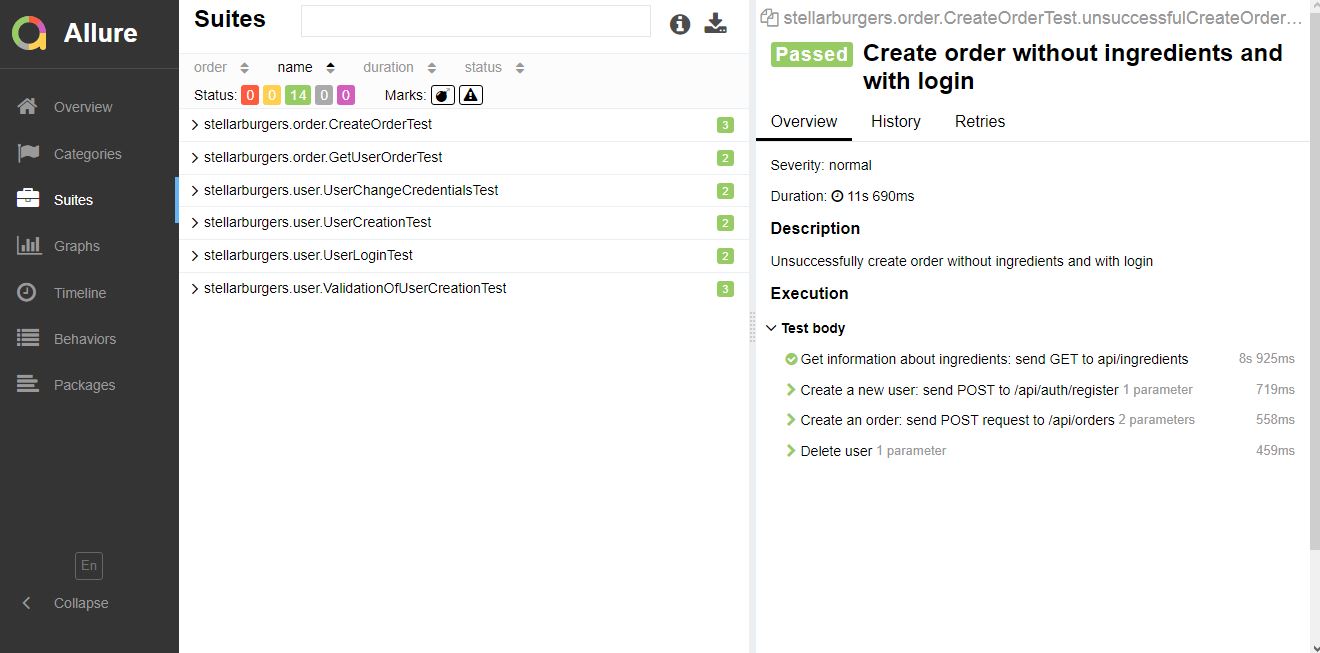 Allure
Overview
Categories
Suites
Graphs
Timeline
Behaviors
Packages
En
Collapse
Suites
order name duration status
Status: 0 0 14 0 0 Marks:
stellarburgers.order.CreateOrderTest 3
stellarburgers.order.GetUserOrderTest 2
stellarburgers.user.UserChangeCredentialsTest 2
stellarburgers.user.UserCreationTest 2
stellarburgers.user.UserLoginTest 2
stellarburgers.user.ValidationOfUserCreationTest 3
stellarburgers.order.CreateOrderTest.unsuccessfulCreateOrder...
Passed Create order without ingredients and
with login
Overview History Retries
Severity: normal
Duration: 11s 690ms
Description
Unsuccessfully create order without ingredients and with login
Execution
Test body
Get information about ingredients: send GET to api/ingredients 8s 925ms
Create a new user: send POST to /api/auth/register 1 parameter 719ms
Create an order: send POST request to /api/orders 2 parameters 558ms
Delete user 1 parameter 459ms